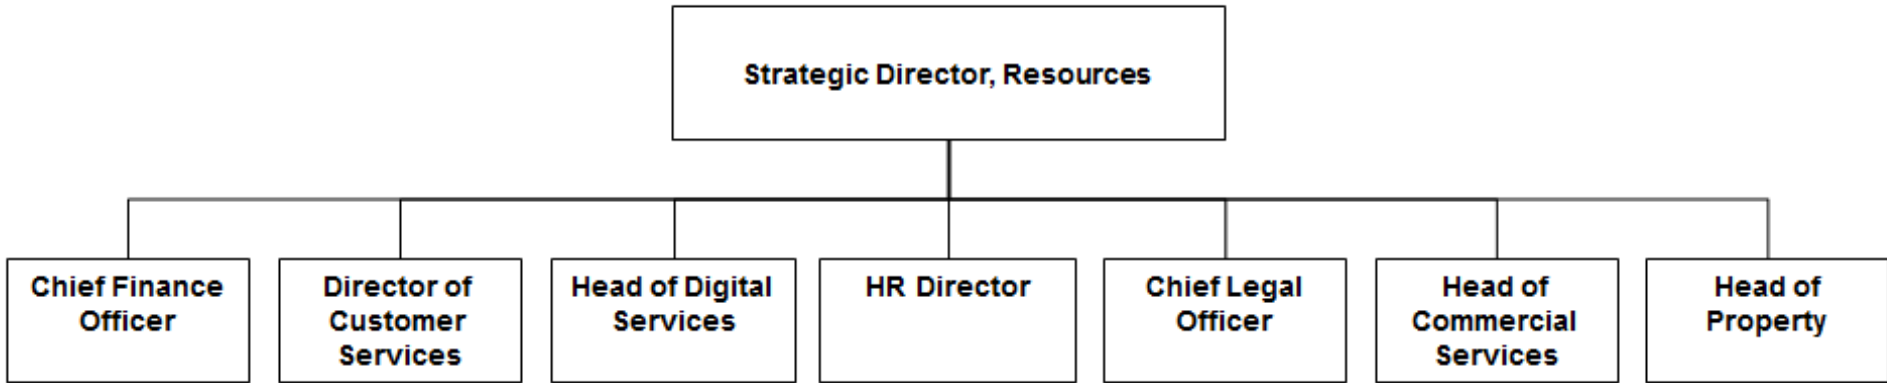 Strategic Director, Resources
Chief Finance
Officer
Director of
Customer
Services
Head of Digital
Services
HR Director
Chief Legal
Officer
Head of
Commercial
Services
Head of
Property